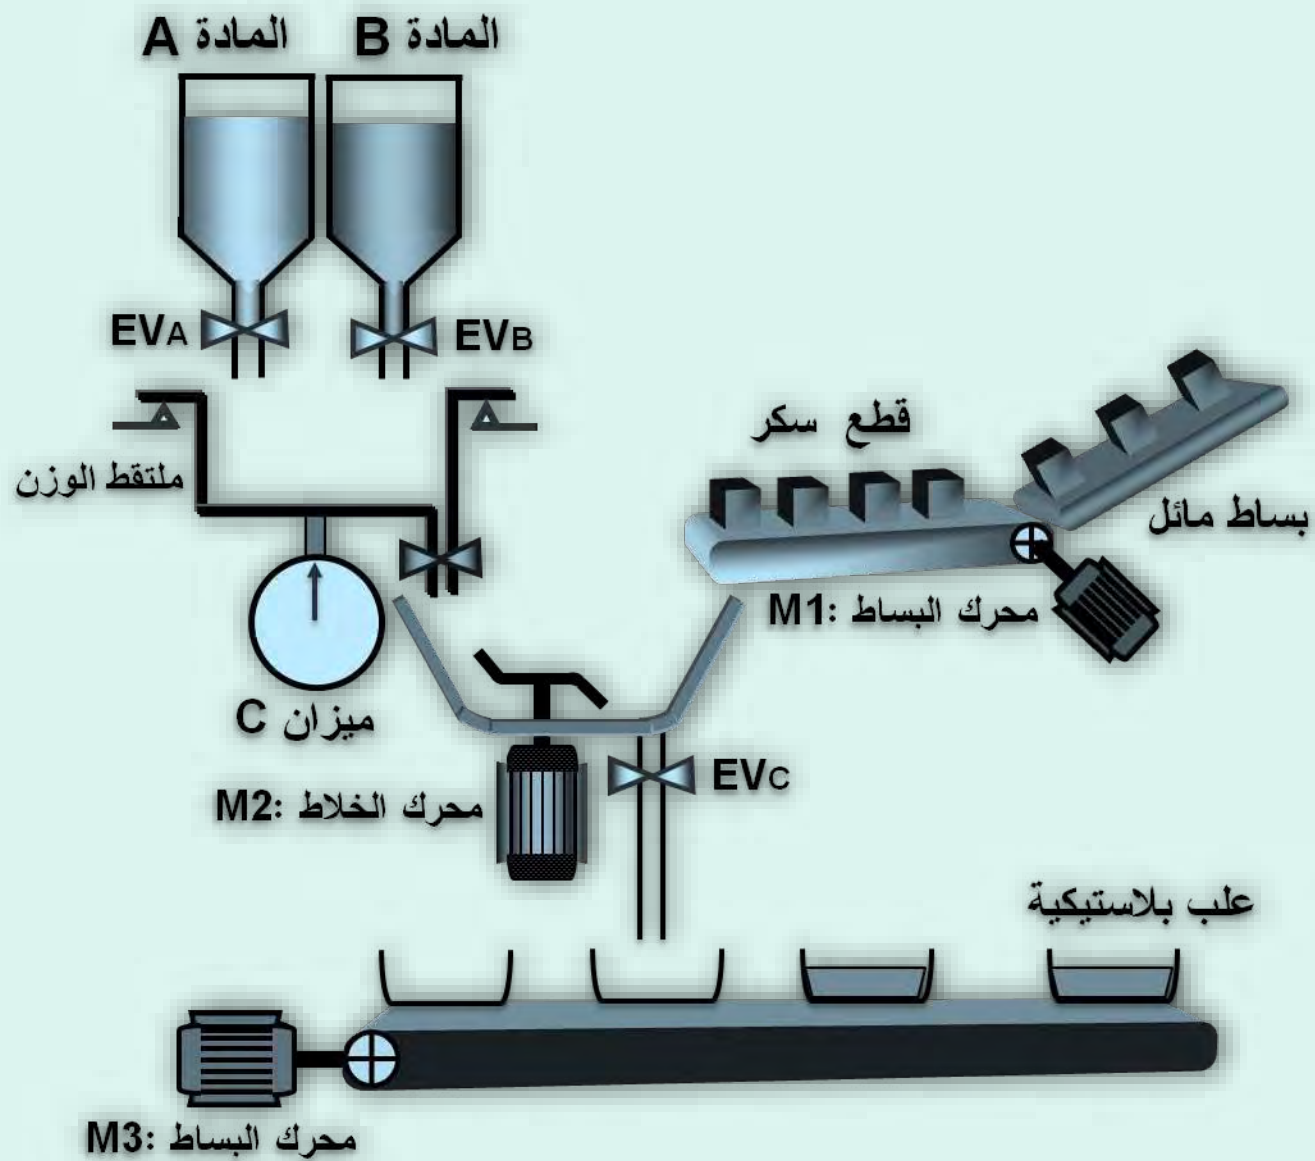 المادة A
المادة B
EVA
EVB
قطع سكر
ملتقط الوزن
بساط مائل
محرك البساط :M1
ميزان C
EVC
محرك الخلاط :M2
علب بلاستيكية
محرك البساط :M3